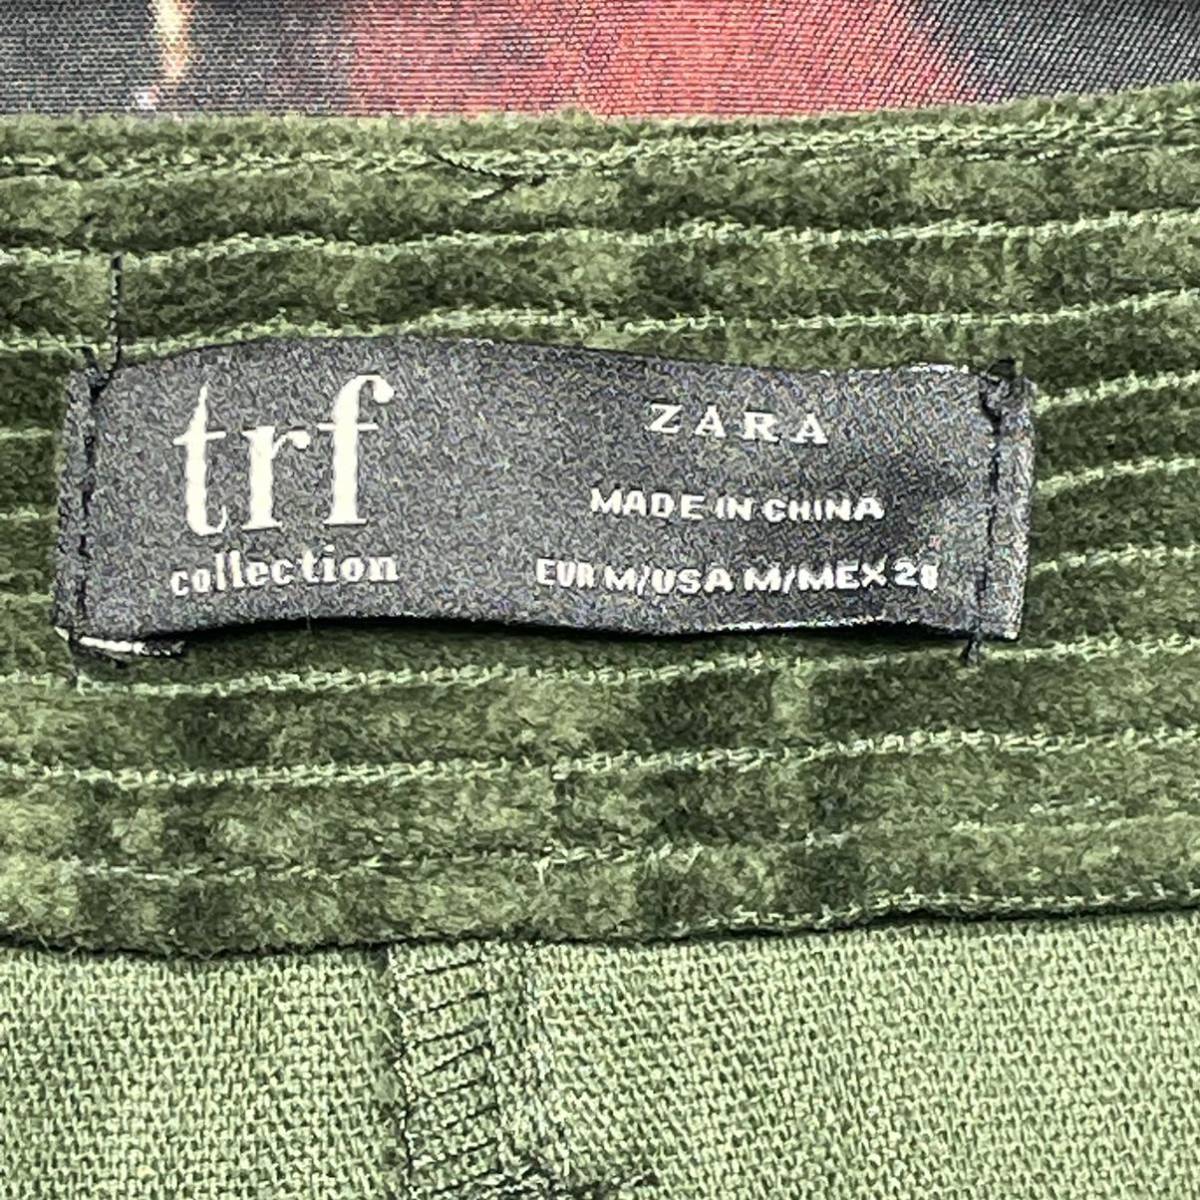 trf
collection
ZARA
MADE IN CHINA
EUR M/USA M/MEX 28